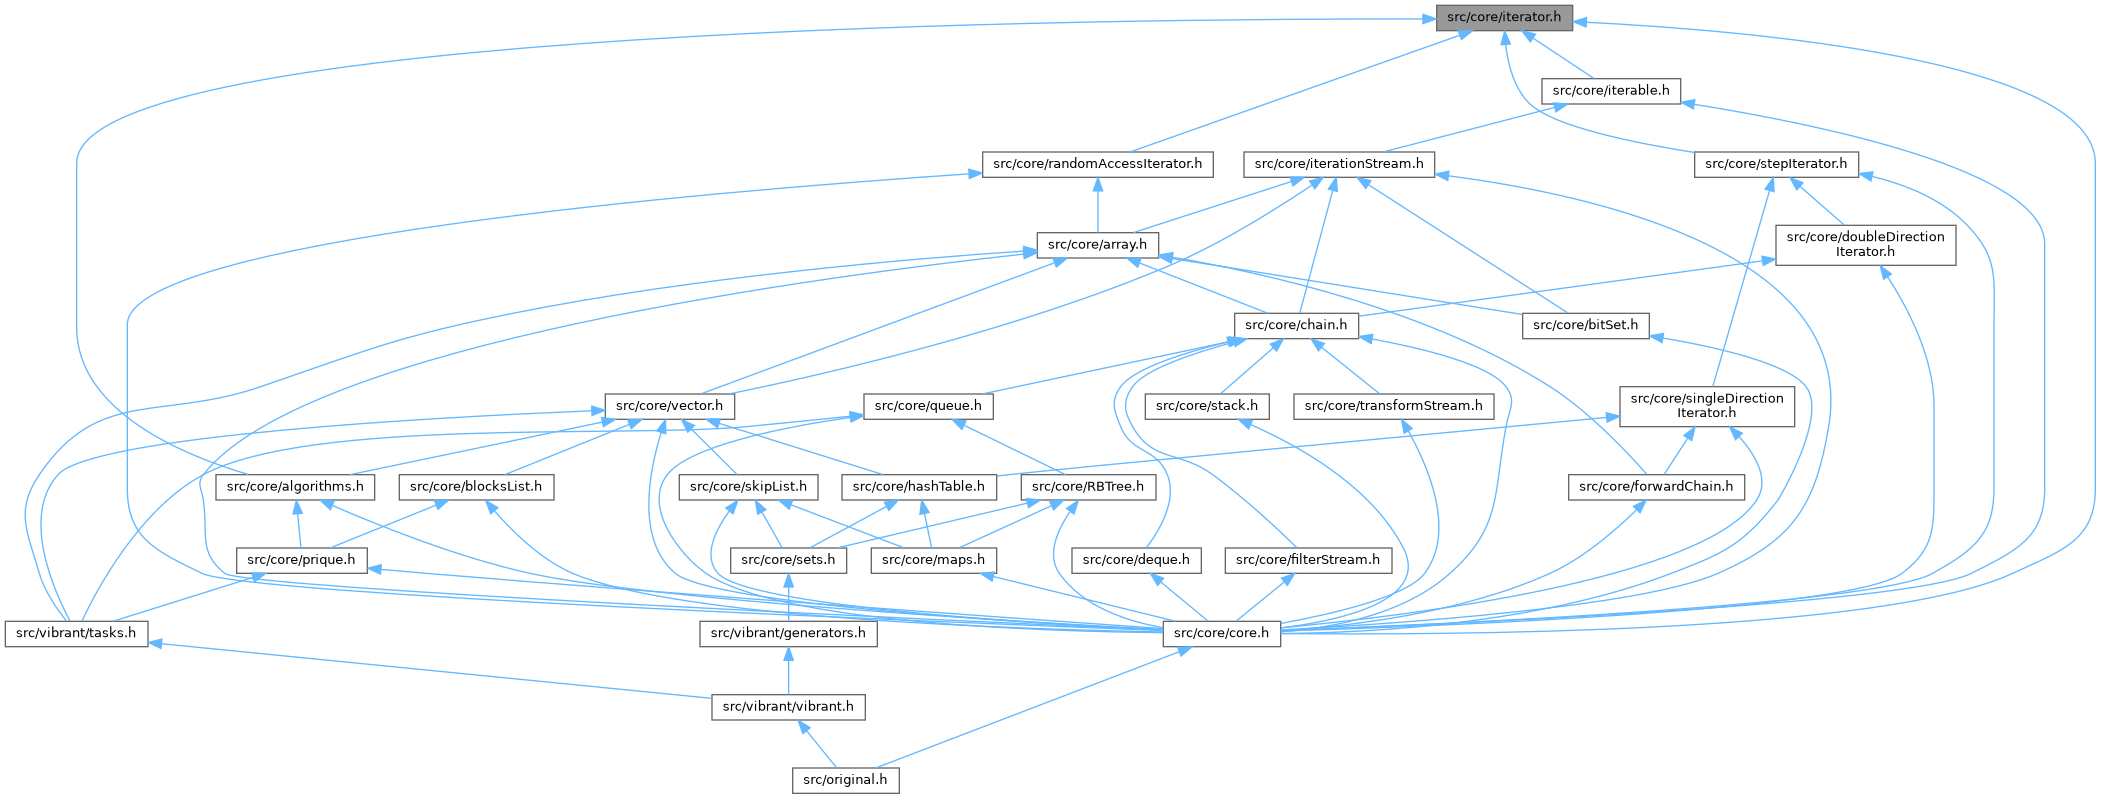 src/core/iterator.h
src/core/iterable.h
src/core/randomAccessIterator.h
src/core/iterationStream.h
src/core/stepIterator.h
src/core/array.h
src/core/doubleDirection
Iterator.h
src/core/chain.h
src/core/bitSet.h
src/core/vector.h
src/core/queue.h
src/core/stack.h
src/core/transformStream.h
src/core/singleDirection
Iterator.h
src/core/algorithms.h
src/core/blocksList.h
src/core/skipList.h
src/core/hashTable.h
src/core/RBTree.h
src/core/forwardChain.h
src/core/prique.h
src/core/sets.h
src/core/maps.h
src/core/deque.h
src/core/filterStream.h
src/vibrant/tasks.h
src/vibrant/generators.h
src/core/core.h
src/vibrant/vibrant.h
src/original.h